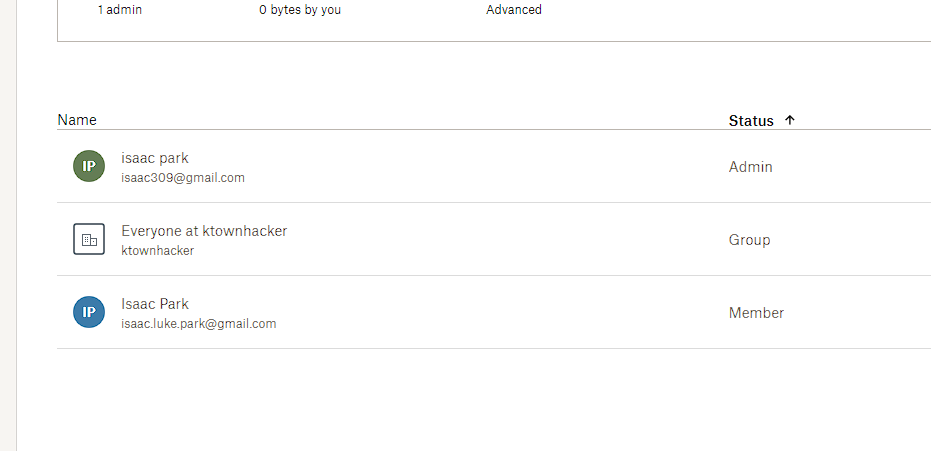 1 admin 0 bytes by you Advanced
Name Status ↑
IP isaac park
isaac309@gmail.com Admin
Everyone at ktownhacker
ktownhacker Group
IP Isaac Park
isaac.luke.park@gmail.com Member